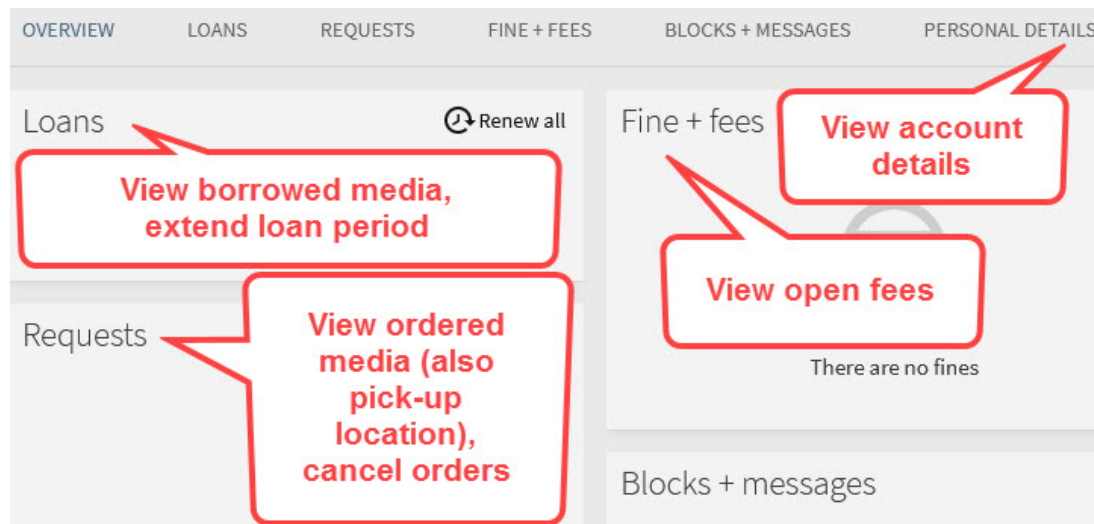 OVERVIEW LOANS REQUESTS FINE + FEES BLOCKS + MESSAGES PERSONAL DETAILS
Loans
Renew all
View borrowed media,
extend loan period
Requests
View ordered
media (also
pick-up
location),
cancel orders
Fine + fees
View account
details
View open fees
There are no fines
Blocks + messages